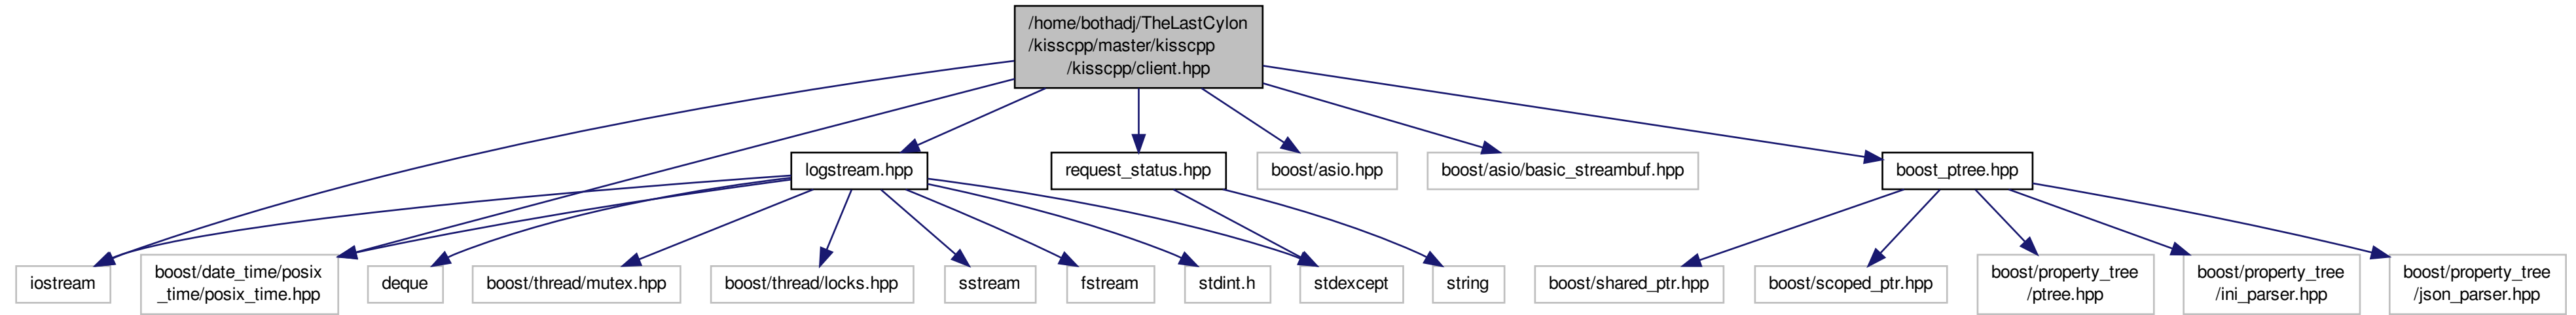 /home/bothadj/TheLastCylon
/kisscpp/master/kisscpp
/kisscpp/client.hpp
logstream.hpp
request_status.hpp
boost/asio.hpp
boost/asio/basic_streambuf.hpp
boost_ptree.hpp
iostream
boost/date_time/posix
_time/posix_time.hpp
deque
boost/thread/mutex.hpp
boost/thread/locks.hpp
sstream
fstream
stdint.h
stdexcept
string
boost/shared_ptr.hpp
boost/scoped_ptr.hpp
boost/property_tree
/ptree.hpp
boost/property_tree
/ini_parser.hpp
boost/property_tree
/json_parser.hpp